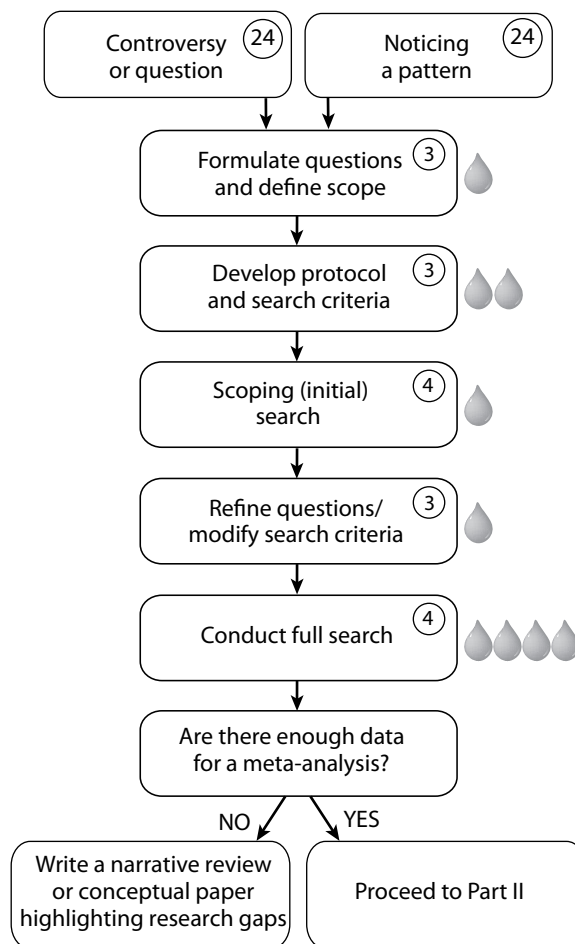 Controversy
or question
24
Noticing
a pattern
24
Formulate questions
and define scope
3
Develop protocol
and search criteria
3
Scoping (initial)
search
4
Refine questions/
modify search criteria
3
Conduct full search
4
Are there enough data
for a meta-analysis?
NO
YES
Write a narrative review
or conceptual paper
highlighting research gaps
Proceed to Part II